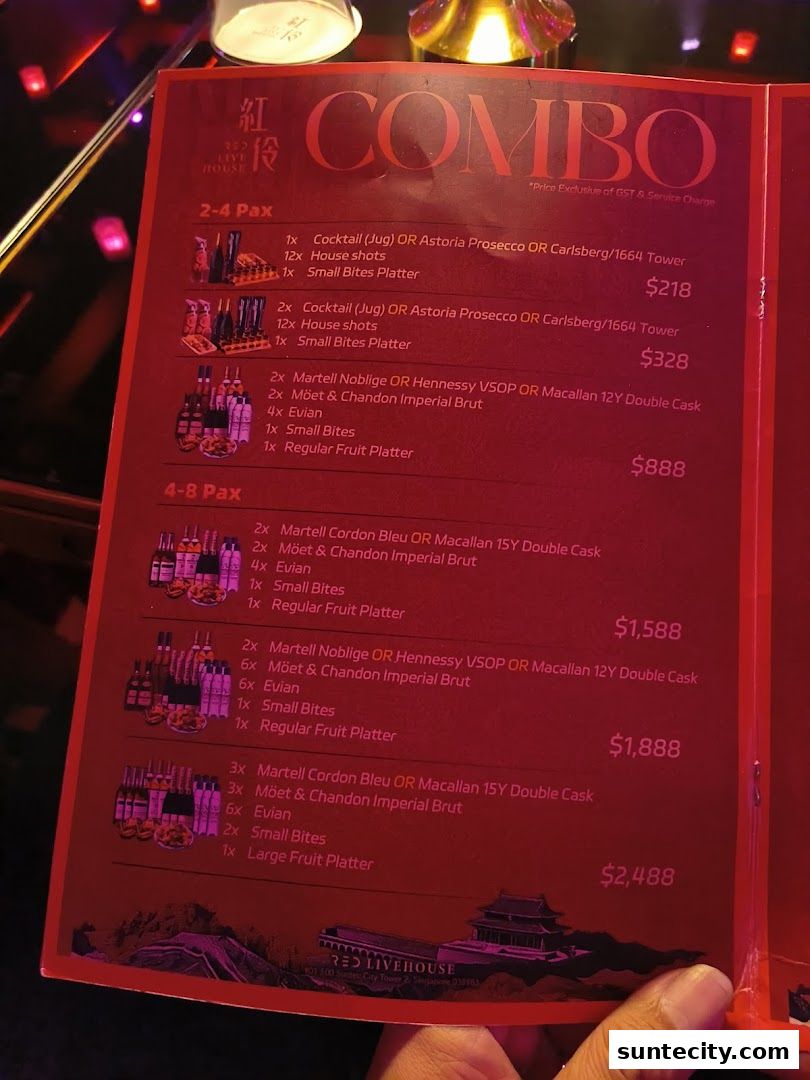 紅伶
RED
LIVE
HOUSE
COMBO
*Price Exclusive of GST & Service Charge
2-4 Pax
1x Cocktail (Jug) OR Astoria Prosecco OR Carlsberg/1664 Tower
12x House shots
1x Small Bites Platter
$218
2x Cocktail (Jug) OR Astoria Prosecco OR Carlsberg/1664 Tower
12x House shots
1x Small Bites Platter
$328
2x Martell Noblige OR Hennessy VSOP OR Macallan 12Y Double Cask
2x Möet & Chandon Imperial Brut
4x Evian
1x Small Bites
1x Regular Fruit Platter
$888
4-8 Pax
2x Martell Cordon Bleu OR Macallan 15Y Double Cask
2x Möet & Chandon Imperial Brut
4x Evian
1x Small Bites
1x Regular Fruit Platter
$1,588
2x Martell Noblige OR Hennessy VSOP OR Macallan 12Y Double Cask
6x Möet & Chandon Imperial Brut
6x Evian
1x Small Bites
1x Regular Fruit Platter
$1,888
3x Martell Cordon Bleu OR Macallan 15Y Double Cask
3x Möet & Chandon Imperial Brut
6x Evian
2x Small Bites
1x Large Fruit Platter
$2,488
RED LIVEHOUSE
Suntec City Tower 2, Singapore
suntecity.com